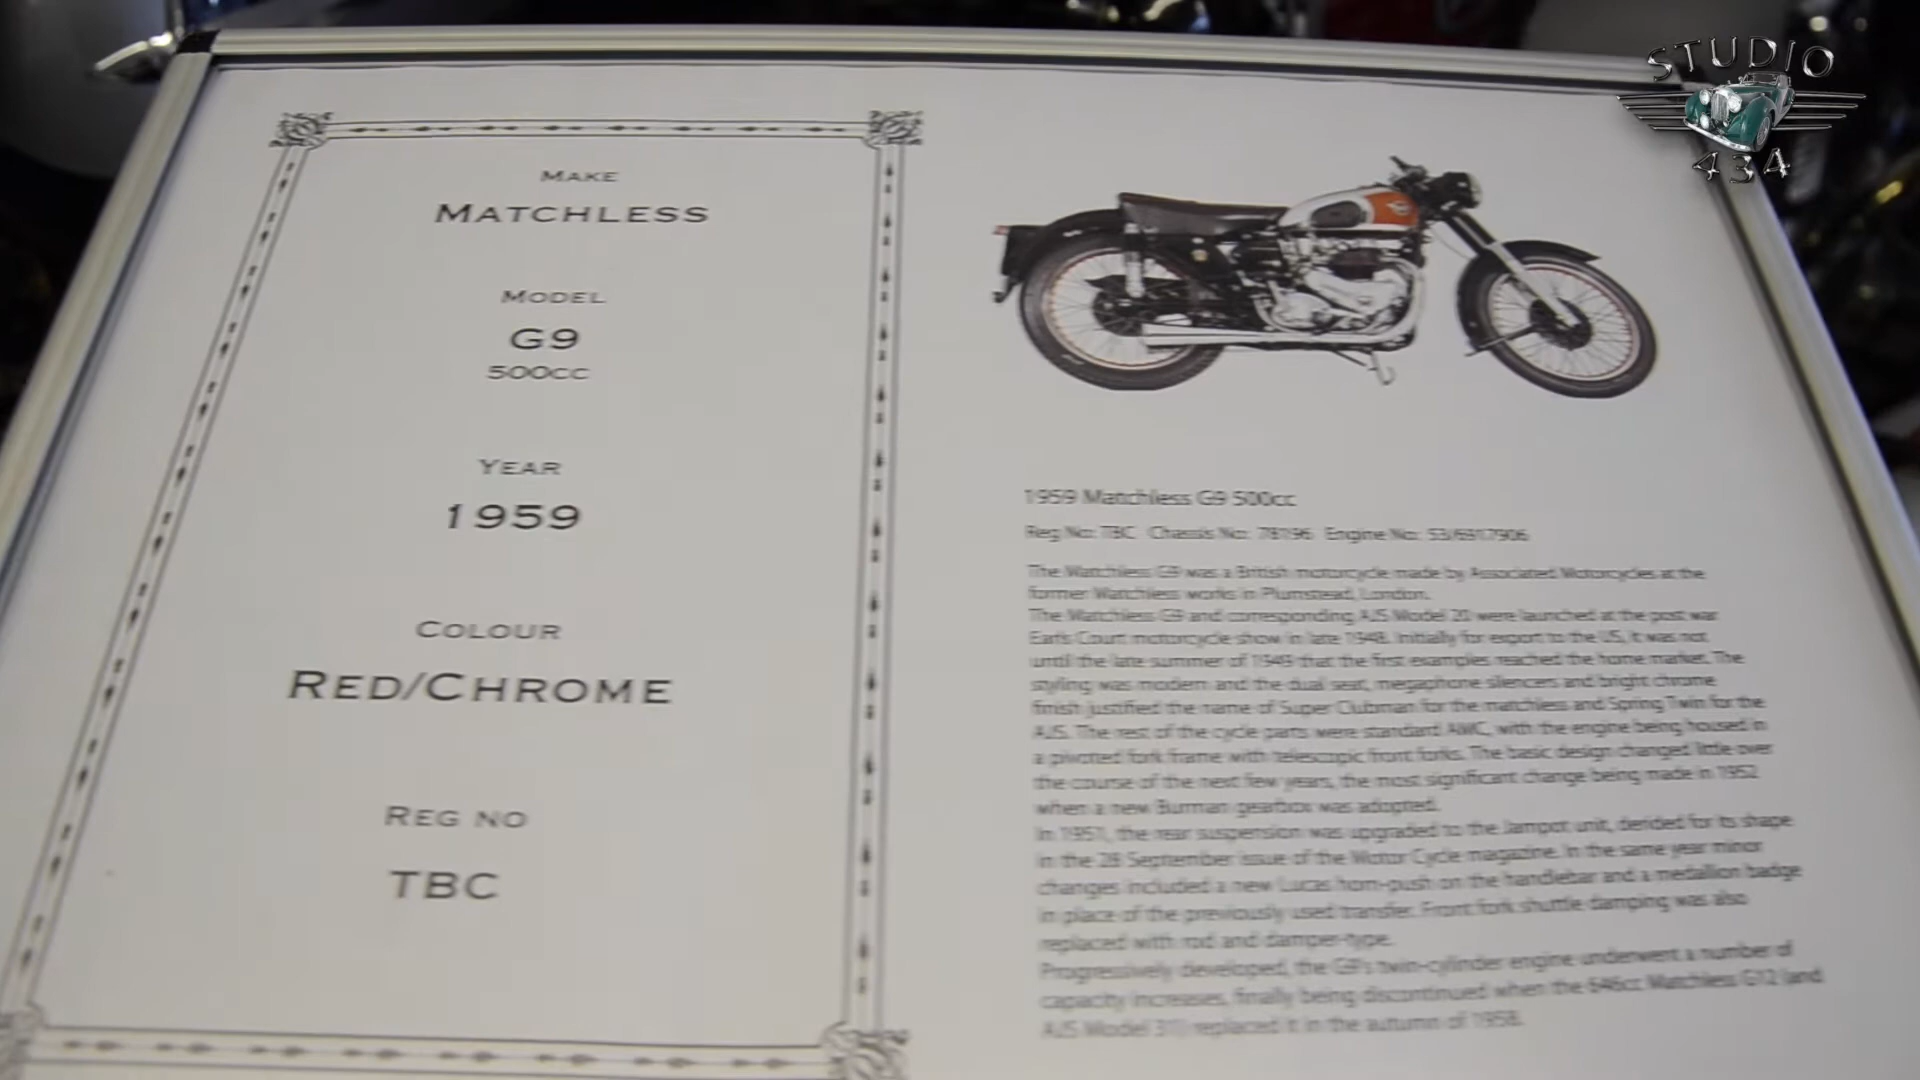 STUDIO
434
MAKE
MATCHLESS
MODEL
G9
500CC
YEAR
1959
COLOUR
RED/CHROME
REG NO
TBC
1959 Matchless G9 500cc
Reg No: TBC Chassis No: 78196 Engine No: 53/6917906
The Matchless G9 was a British motorcycle made by Associated Motorcycles at the
former Matchless works in Plumstead, London.
The Matchless G9 and corresponding AJS Model 20 were launched at the post war
Earls Court motorcycle show in late 1948. Initially for export to the US, it was not
until the late summer of 1949 that the first examples reached the home market. The
styling was modern and the dual seat, megaphone silencers and bright chrome
finish justified the name of Super Clubman for the matchless and Spring Twin for the
AJS. The rest of the cycle parts were standard AMC, with the engine being housed in
a pivoted fork frame with telescopic front forks. The basic design changed little over
the course of the next few years, the most significant change being made in 1952
when a new Burman gearbox was adopted.
In 1951, the rear suspension was upgraded to the Jampot unit, derided for its shape
in the 28 September issue of the Motor Cycle magazine. In the same year minor
changes included a new Lucas horn-push on the handlebar and a medallion badge
in place of the previously used transfer. Front fork shuttle damping was also
replaced with rod and damper-type.
Progressively developed, the G9's twin-cylinder engine underwent a number of
capacity increases, finally being discontinued when the 646cc Matchless G12 (and
AJS Model 31) replaced it in the autumn of 1958.